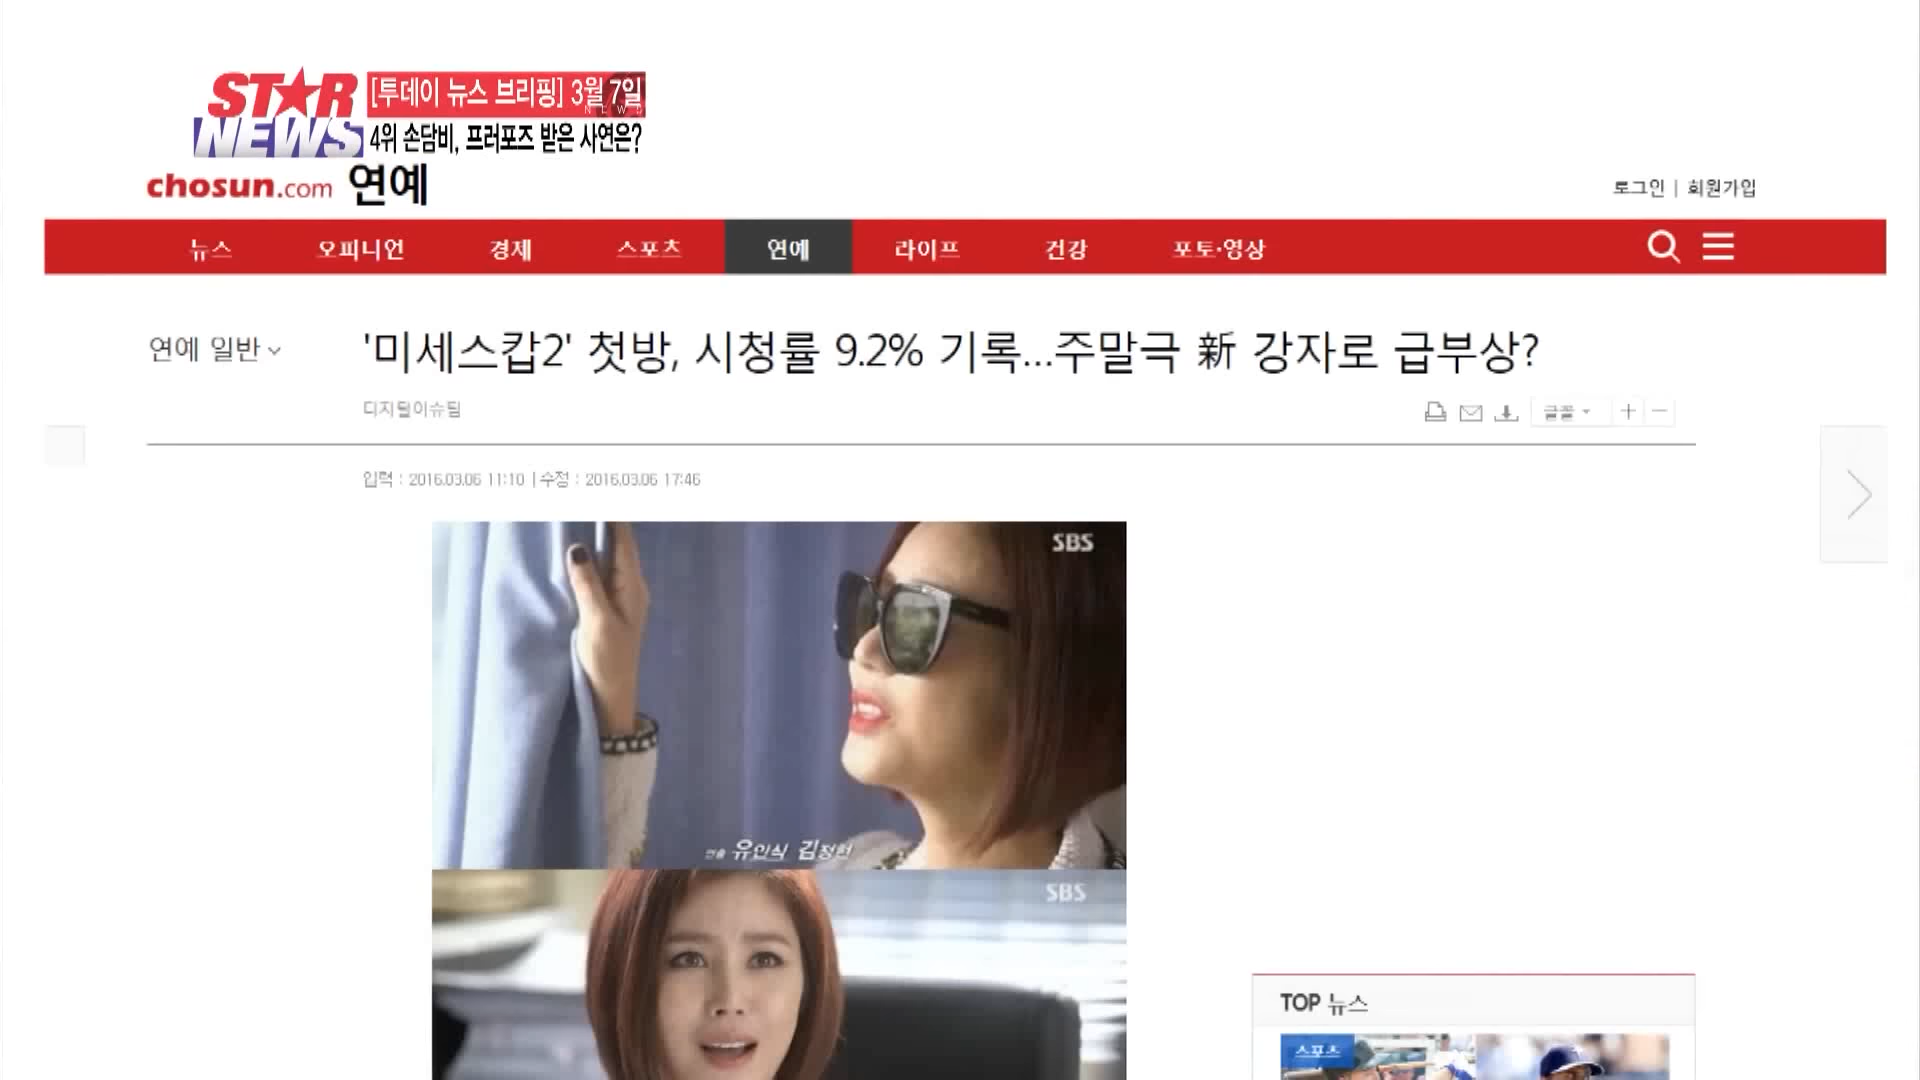 STAR NEWS
[투데이 뉴스 브리핑] 3월 7일
NEWS
4위 손담비, 프러포즈 받은 사연은?
chosun.com 연예
로그인 | 회원가입
뉴스 오피니언 경제 스포츠 연예 라이프 건강 포토·영상
연예 일반
'미세스캅2' 첫방, 시청률 9.2% 기록...주말극 新 강자로 급부상?
디지털이슈팀
글꼴 + -
입력 : 2016.03.06 11:10 | 수정 : 2016.03.06 17:46
SBS
연출 유인식 김정현
SBS
TOP 뉴스
스포츠